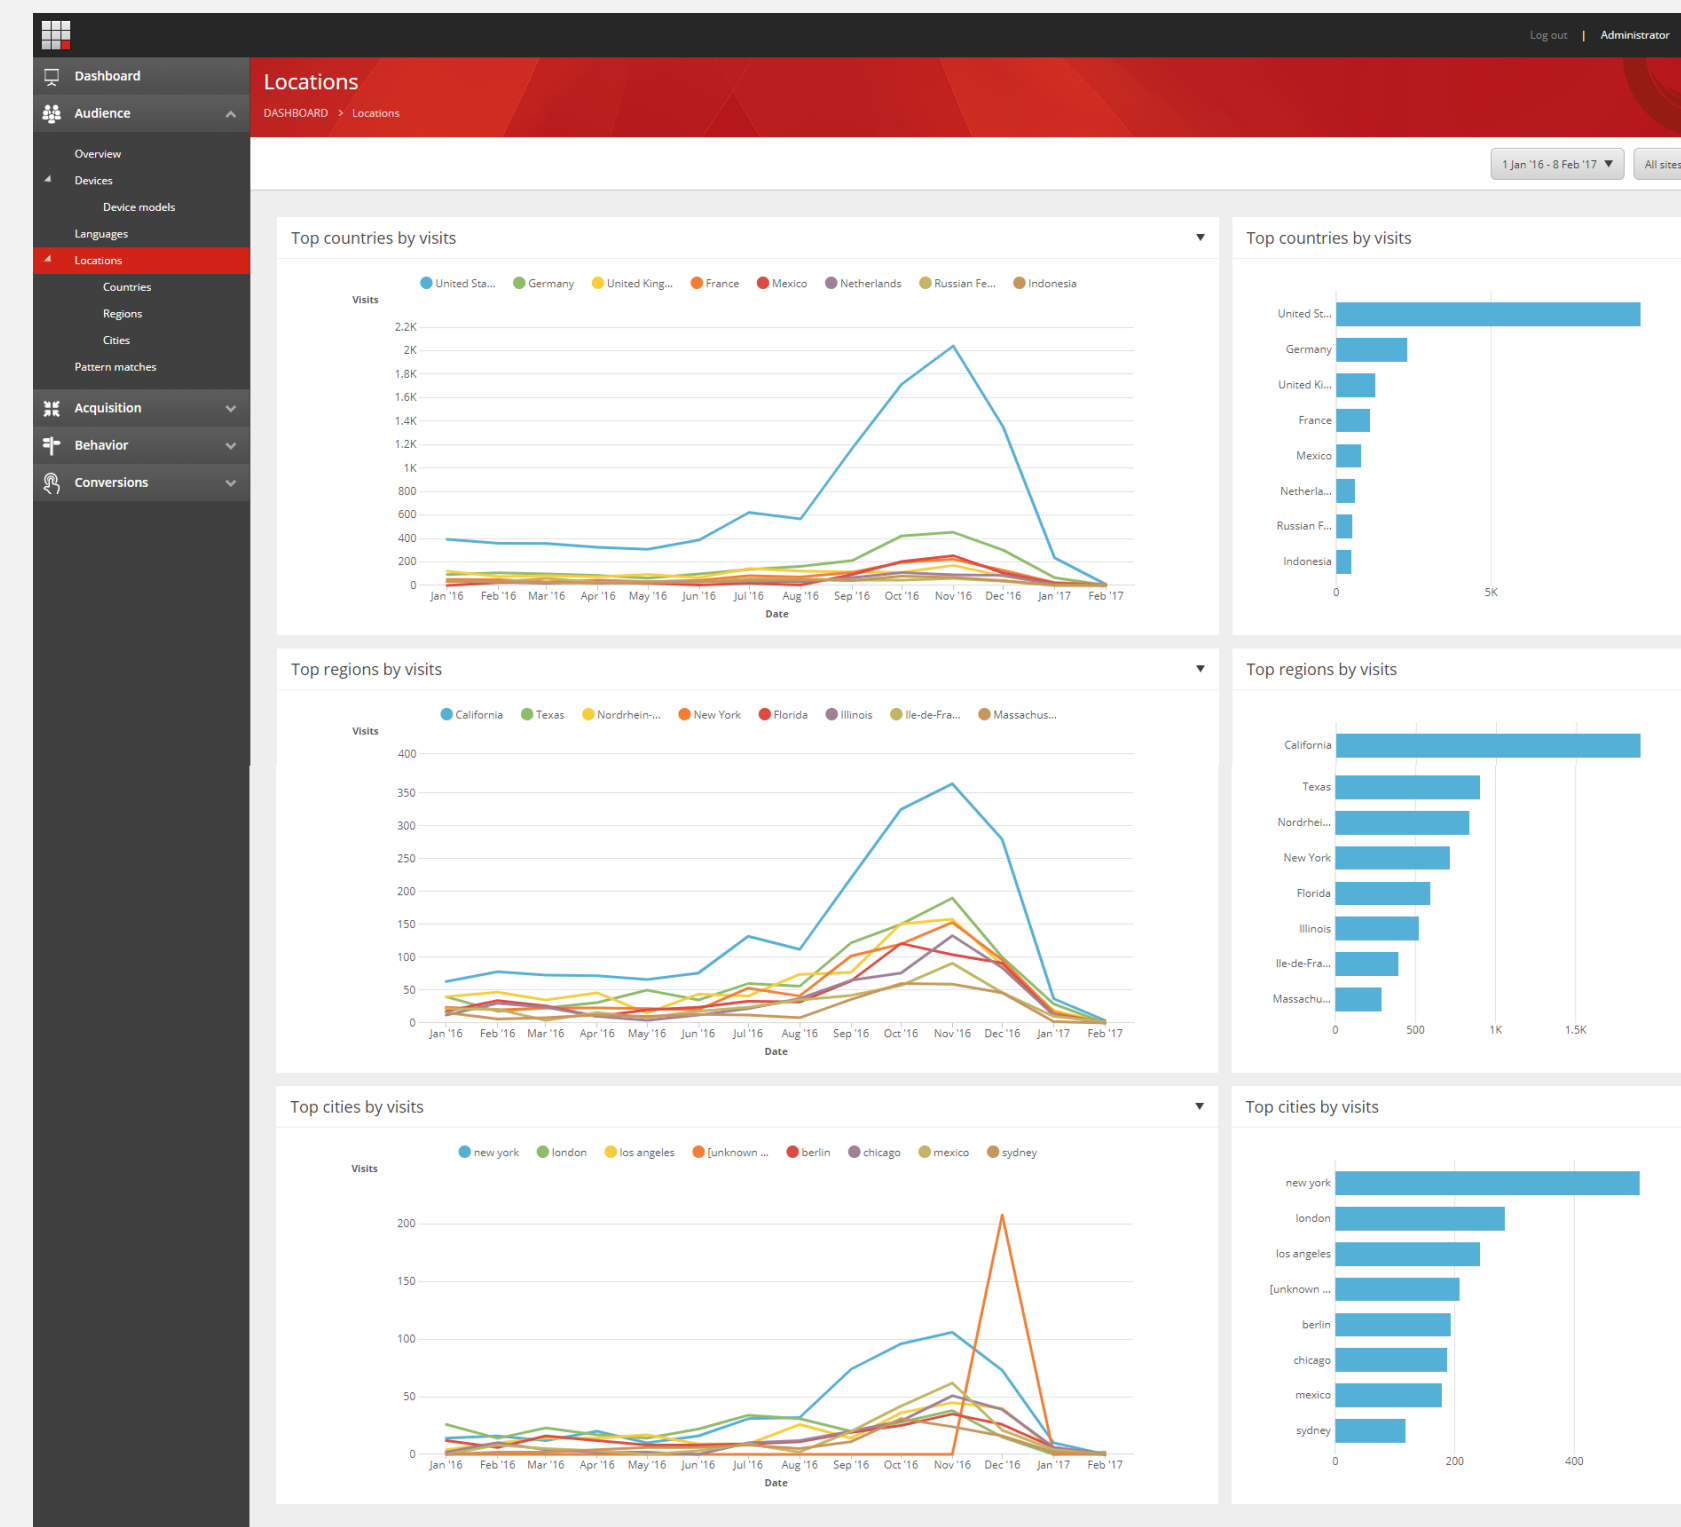 Log out | Administrator
Dashboard
Audience
Overview
Devices
Device models
Languages
Locations
Countries
Regions
Cities
Pattern matches
Acquisition
Behavior
Conversions
Locations
DASHBOARD > Locations
1 Jan '16 - 8 Feb '17 ▼
All sites
Top countries by visits
United Sta... Germany United King... France Mexico Netherlands Russian Fe... Indonesia
Visits
2.2K
2K
1.8K
1.6K
1.4K
1.2K
1K
800
600
400
200
0
Jan '16 Feb '16 Mar '16 Apr '16 May '16 Jun '16 Jul '16 Aug '16 Sep '16 Oct '16 Nov '16 Dec '16 Jan '17 Feb '17
Date
Top countries by visits
United St...
Germany
United Ki...
France
Mexico
Netherla...
Russian F...
Indonesia
0 5K
Top regions by visits
California Texas Nordrhein-... New York Florida Illinois Ile-de-Fra... Massachus...
Visits
400
350
300
250
200
150
100
50
0
Jan '16 Feb '16 Mar '16 Apr '16 May '16 Jun '16 Jul '16 Aug '16 Sep '16 Oct '16 Nov '16 Dec '16 Jan '17 Feb '17
Date
Top regions by visits
California
Texas
Nordrhei...
New York
Florida
Illinois
Ile-de-Fra...
Massachu...
0 500 1K 1.5K
Top cities by visits
new york london los angeles [unknown ... berlin chicago mexico sydney
Visits
200
150
100
50
0
Jan '16 Feb '16 Mar '16 Apr '16 May '16 Jun '16 Jul '16 Aug '16 Sep '16 Oct '16 Nov '16 Dec '16 Jan '17 Feb '17
Date
Top cities by visits
new york
london
los angeles
[unknown ...
berlin
chicago
mexico
sydney
0 200 400